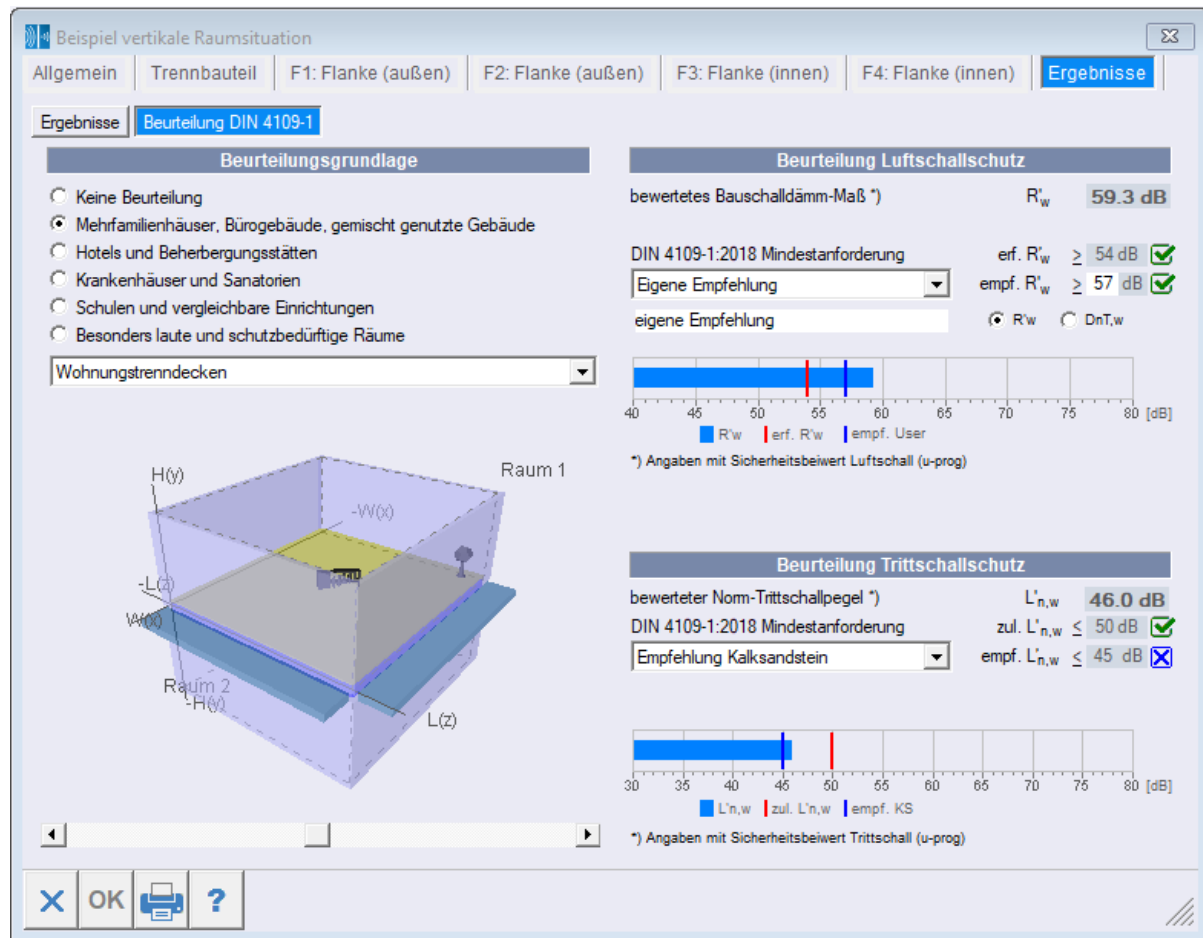 Beispiel vertikale Raumsituation
Allgemein Trennbauteil F1: Flanke (außen) F2: Flanke (außen) F3: Flanke (innen) F4: Flanke (innen) Ergebnisse
Ergebnisse Beurteilung DIN 4109-1
Beurteilungsgrundlage
Keine Beurteilung
Mehrfamilienhäuser, Bürogebäude, gemischt genutzte Gebäude
Hotels und Beherbergungsstätten
Krankenhäuser und Sanatorien
Schulen und vergleichbare Einrichtungen
Besonders laute und schutzbedürftige Räume
Wohnungstrenndecken
H(y)
Raum 1
-W(x)
-L(z)
W(x)
Raum 2
-H(y)
L(z)
Beurteilung Luftschallschutz
bewertetes Bauschalldämm-Maß *) R'w 59.3 dB
DIN 4109-1:2018 Mindestanforderung erf. R'w ≥ 54 dB
Eigene Empfehlung empf. R'w ≥ 57 dB
eigene Empfehlung R'w DnT,w
40 45 50 55 60 65 70 75 80 [dB]
R'w erf. R'w empf. User
*) Angaben mit Sicherheitsbeiwert Luftschall (u-prog)
Beurteilung Trittschallschutz
bewerteter Norm-Trittschallpegel *) L'n,w 46.0 dB
DIN 4109-1:2018 Mindestanforderung zul. L'n,w ≤ 50 dB
Empfehlung Kalksandstein empf. L'n,w ≤ 45 dB
30 35 40 45 50 55 60 65 70 75 80 [dB]
L'n,w zul. L'n,w empf. KS
*) Angaben mit Sicherheitsbeiwert Trittschall (u-prog)
OK ?